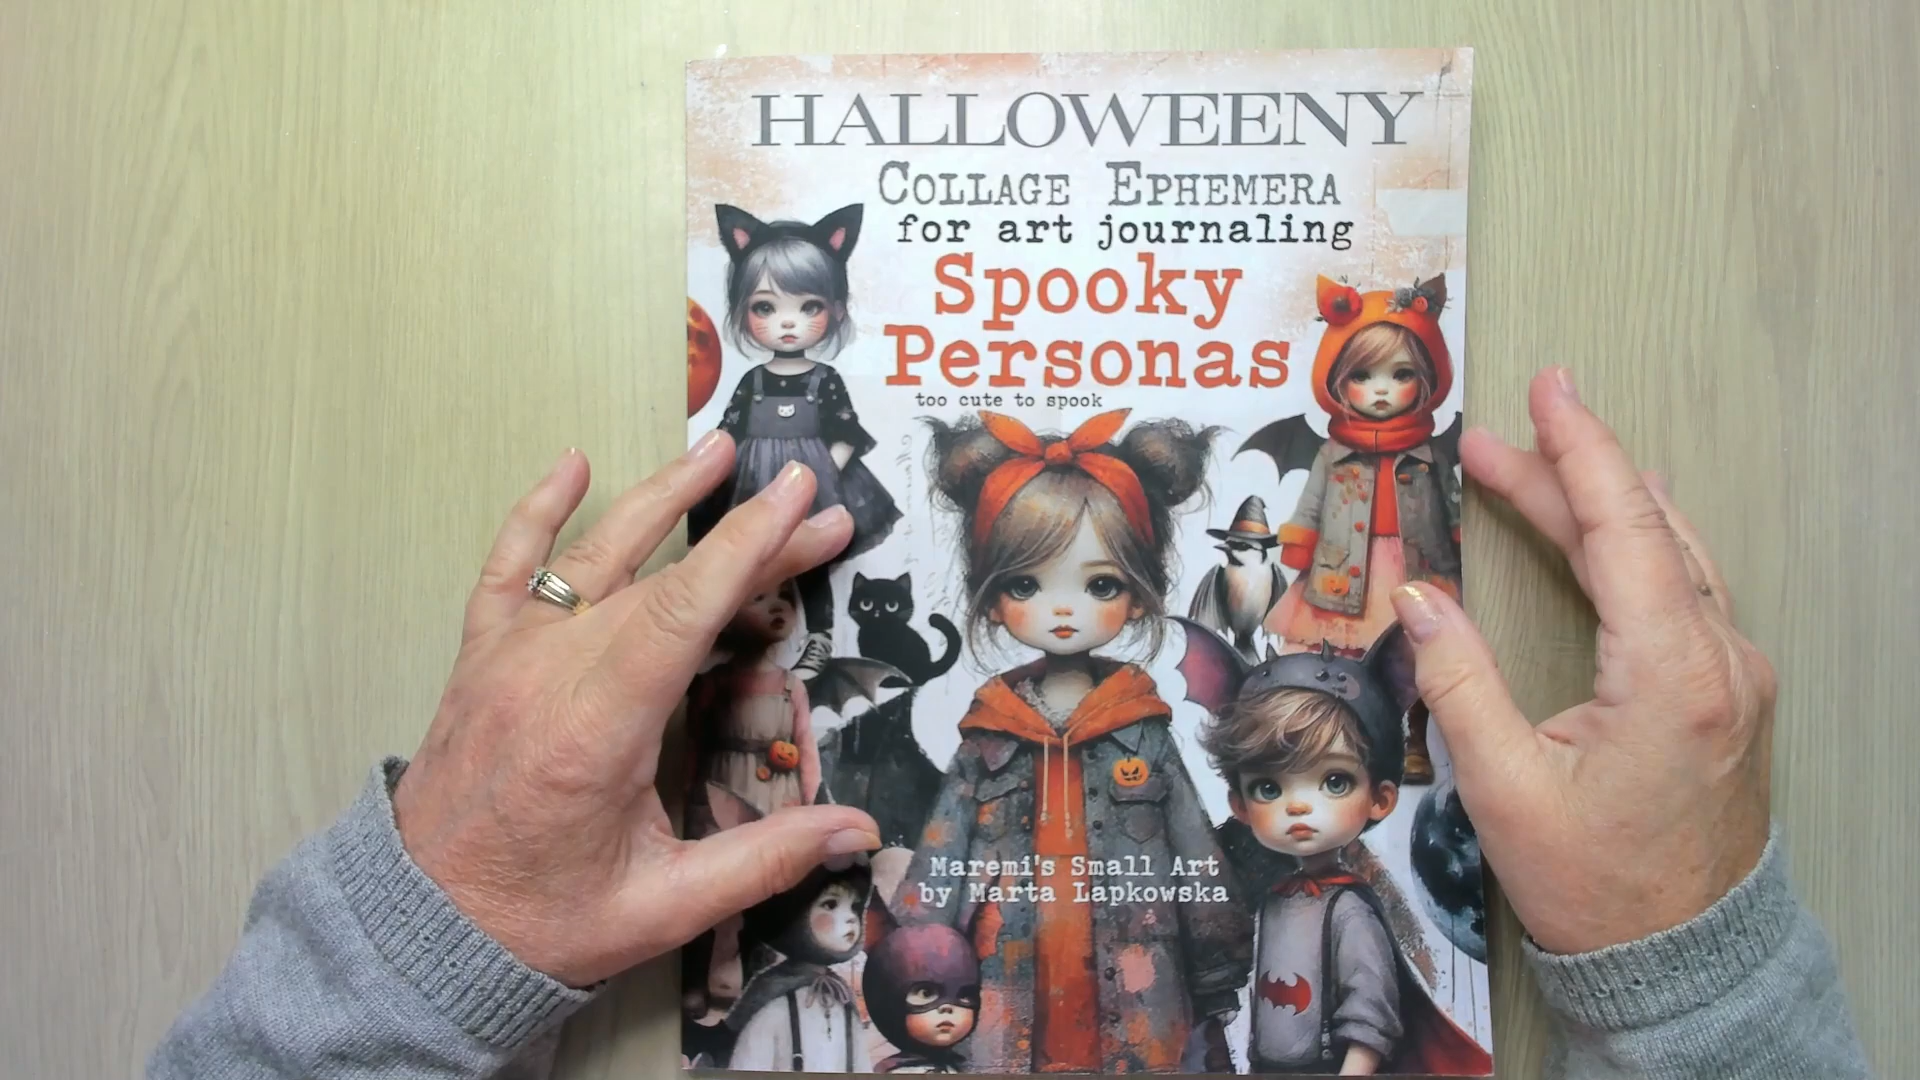 HALLOWEENY
COLLAGE EPHEMERA
for art journaling
Spooky
Personas
too cute to spook
Maremi's Small Art
by Marta Lapkowska